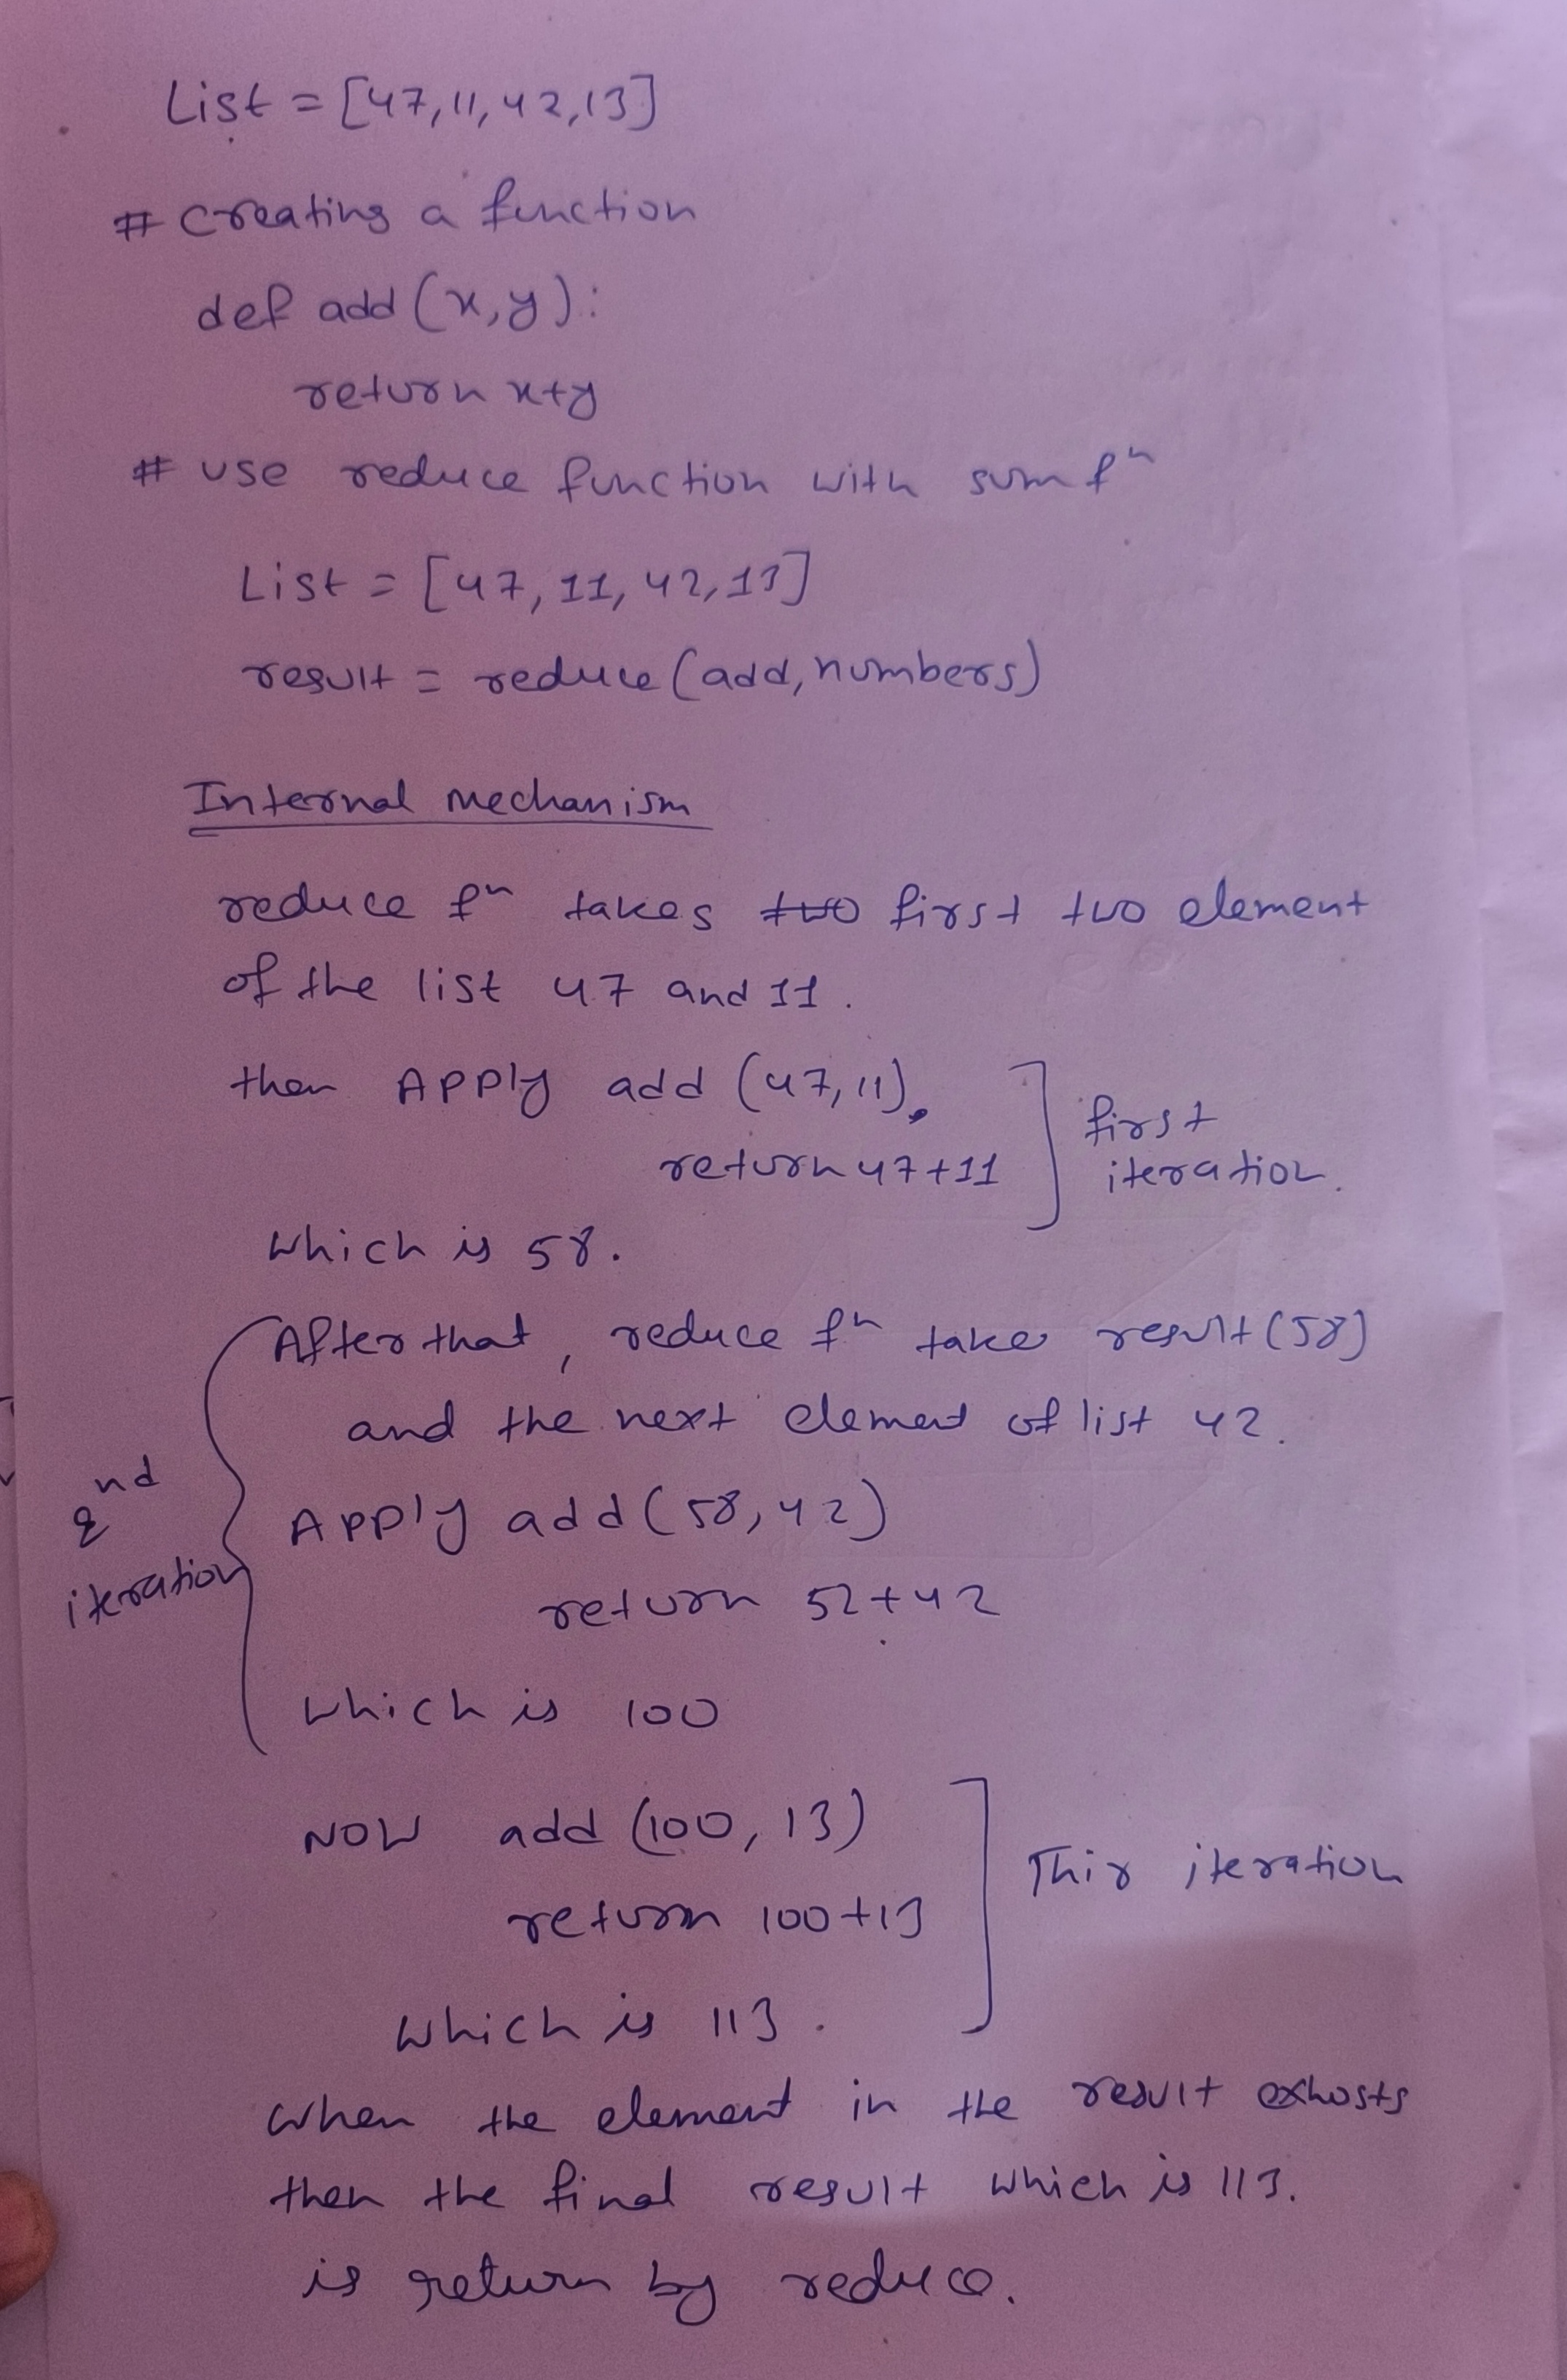 List = [47,11,42,13]
# Creating a function
def add (x,y):
return x+y
# use reduce function with sum fⁿ
List = [47, 11, 42, 13]
result = reduce (add, numbers)
Internal mechanism
reduce fⁿ takes two first two element
of the list 47 and 11.
then Apply add (47, 11).
return 47+11
first
iteration.
which is 58.
After that, reduce fⁿ take result (58)
and the next element of list 42.
Apply add (58, 42)
return 52+42
which is 100
2nd
iteration
Now add (100, 13)
return 100+13
which is 113.
Thir iteration
when the element in the result exhosts
then the final result which is 113.
is return by reduce.